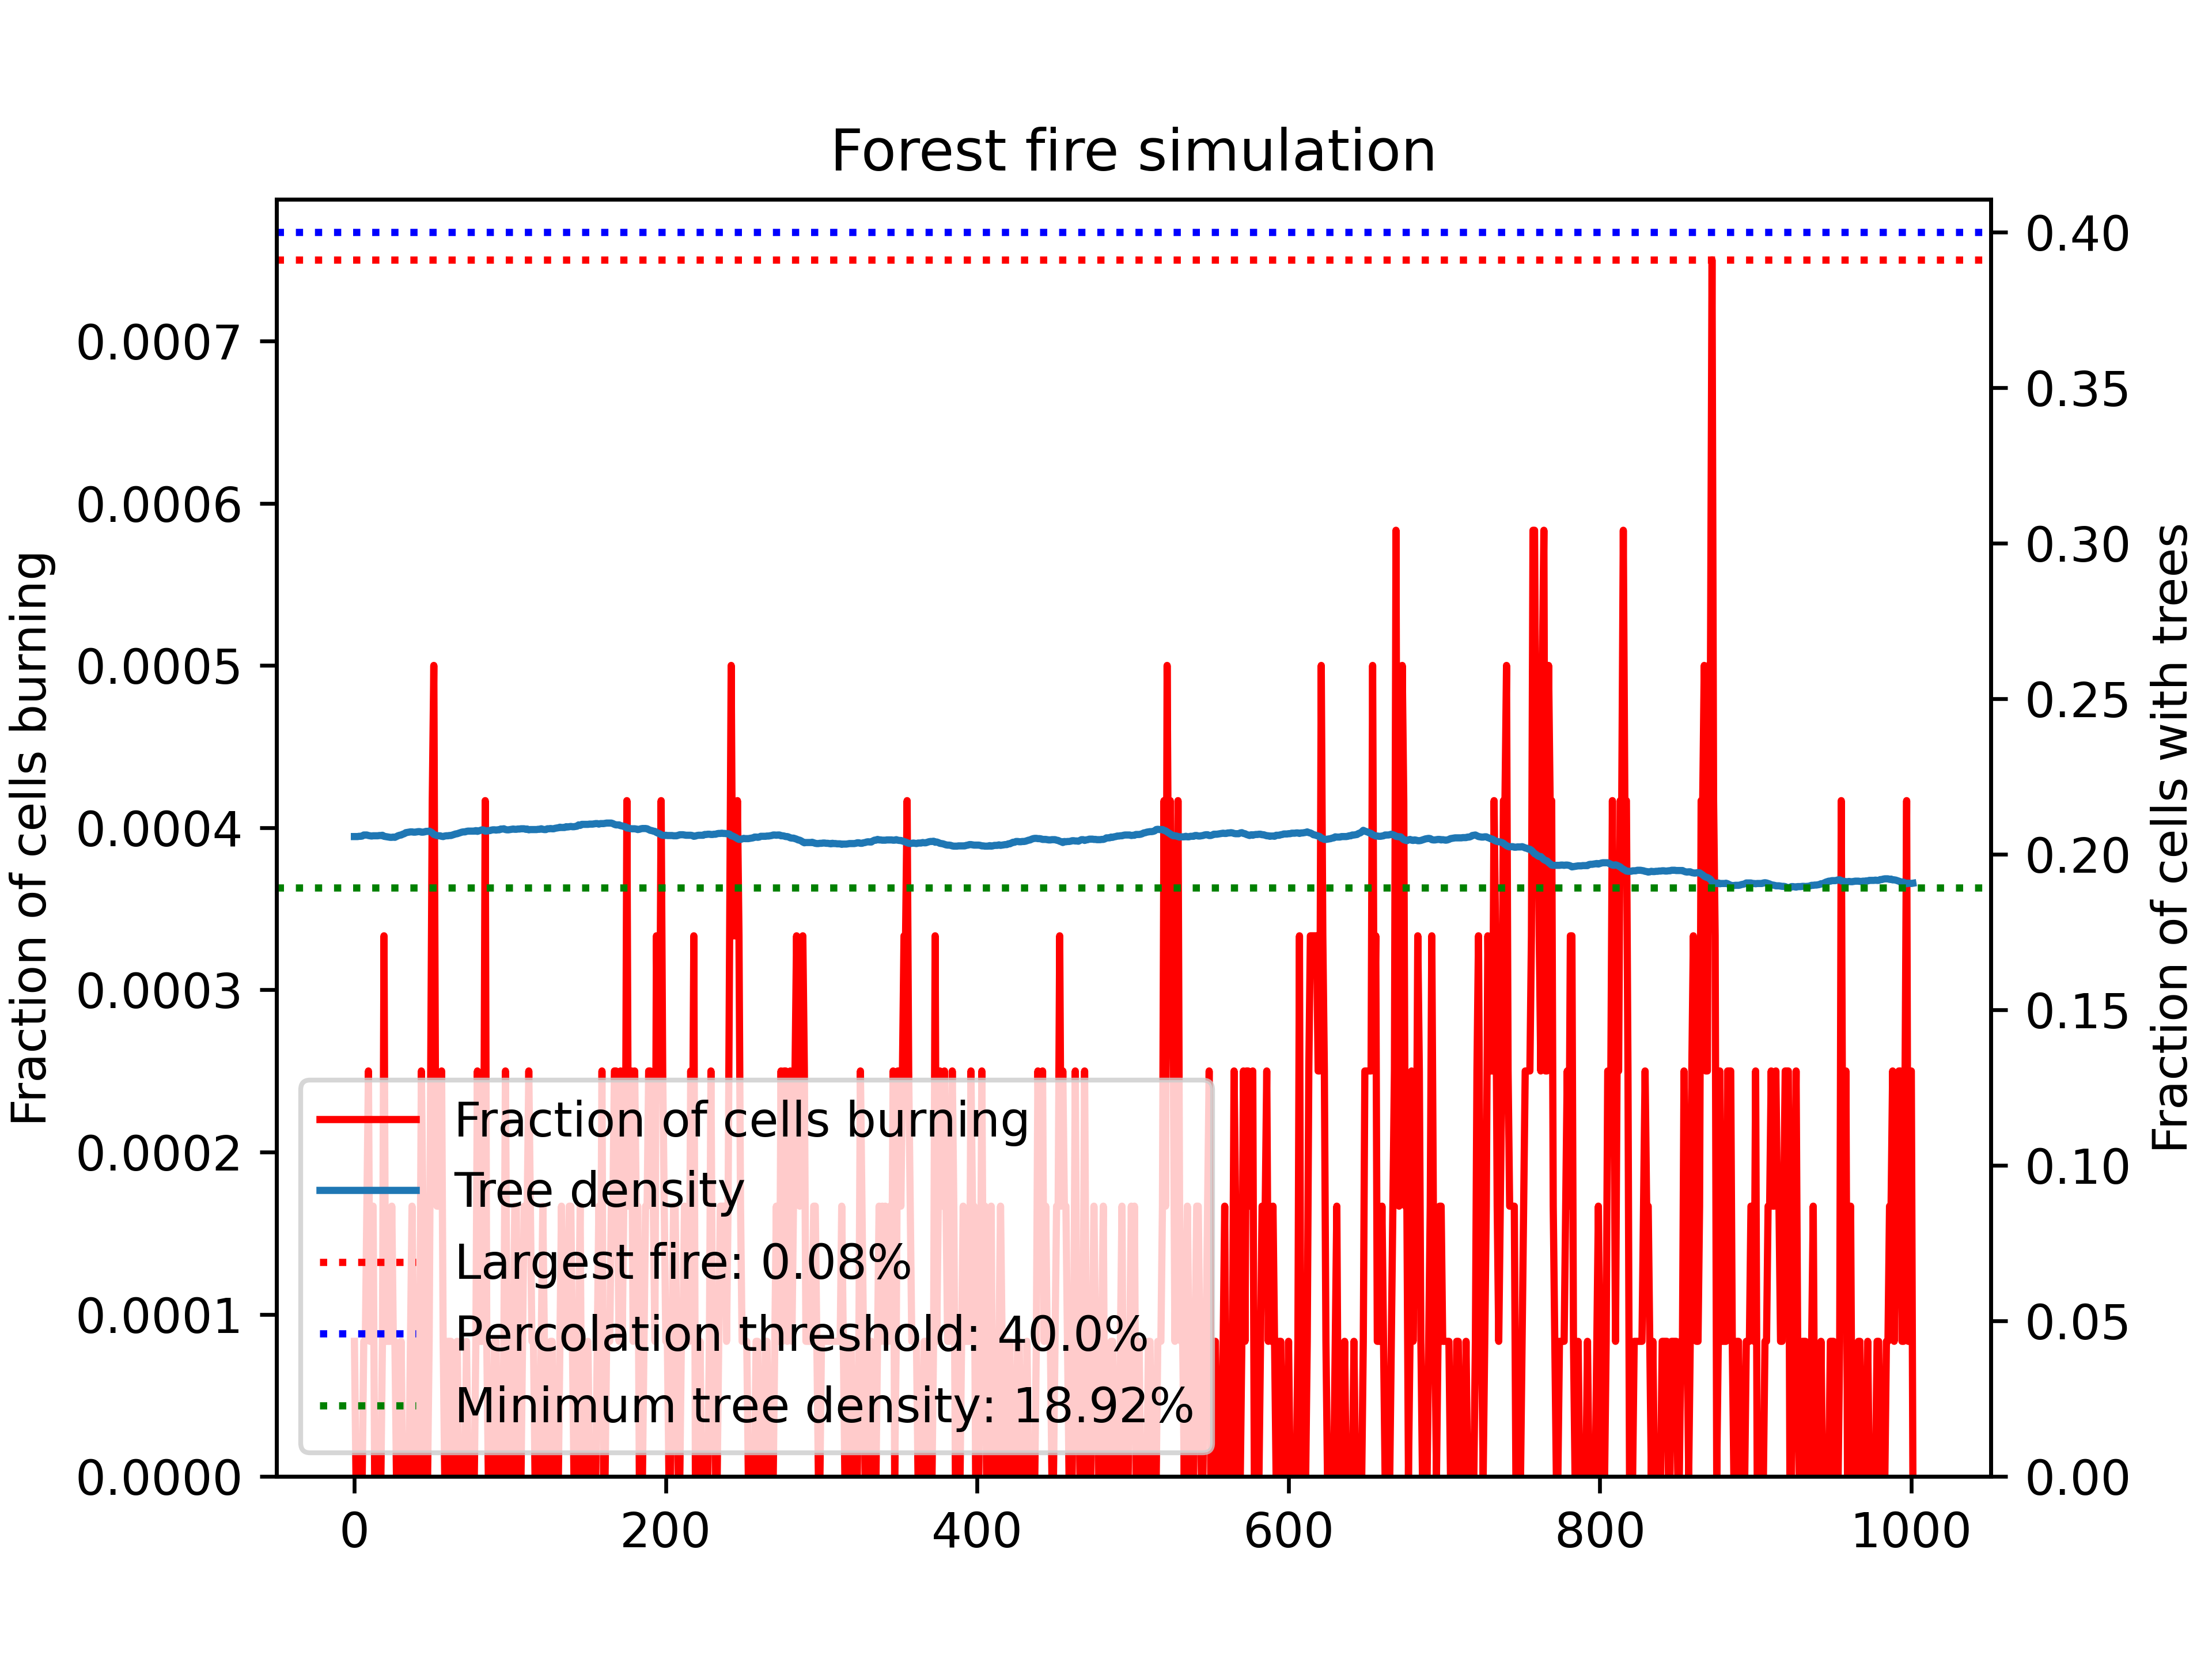 Forest fire simulation
Fraction of cells burning
0.0007
0.0006
0.0005
0.0004
0.0003
0.0002
0.0001
0.0000
0.40
0.35
0.30
0.25
0.20
0.15
0.10
0.05
0.00
Fraction of cells with trees
Fraction of cells burning
Tree density
Largest fire: 0.08%
Percolation threshold: 40.0%
Minimum tree density: 18.92%
0 200 400 600 800 1000